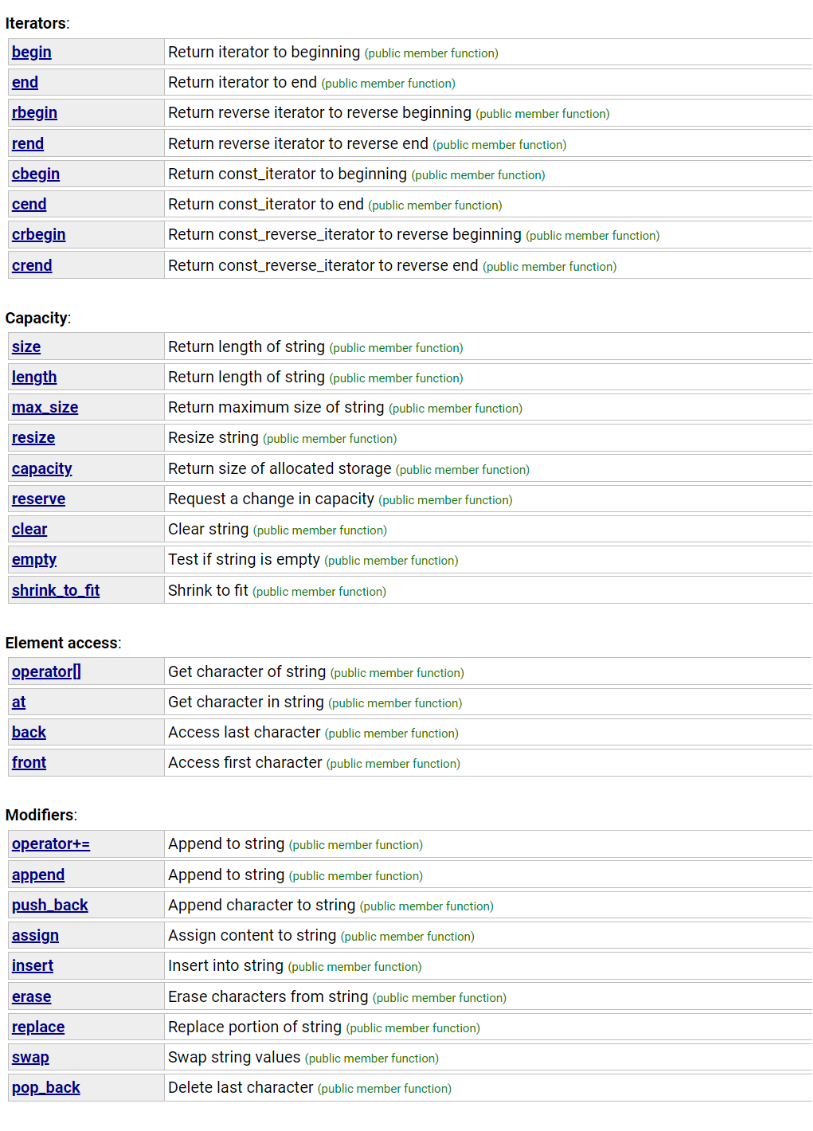 Iterators:
begin Return iterator to beginning (public member function)
end Return iterator to end (public member function)
rbegin Return reverse iterator to reverse beginning (public member function)
rend Return reverse iterator to reverse end (public member function)
cbegin Return const_iterator to beginning (public member function)
cend Return const_iterator to end (public member function)
crbegin Return const_reverse_iterator to reverse beginning (public member function)
crend Return const_reverse_iterator to reverse end (public member function)
Capacity:
size Return length of string (public member function)
length Return length of string (public member function)
max_size Return maximum size of string (public member function)
resize Resize string (public member function)
capacity Return size of allocated storage (public member function)
reserve Request a change in capacity (public member function)
clear Clear string (public member function)
empty Test if string is empty (public member function)
shrink_to_fit Shrink to fit (public member function)
Element access:
operator[] Get character of string (public member function)
at Get character in string (public member function)
back Access last character (public member function)
front Access first character (public member function)
Modifiers:
operator+= Append to string (public member function)
append Append to string (public member function)
push_back Append character to string (public member function)
assign Assign content to string (public member function)
insert Insert into string (public member function)
erase Erase characters from string (public member function)
replace Replace portion of string (public member function)
swap Swap string values (public member function)
pop_back Delete last character (public member function)